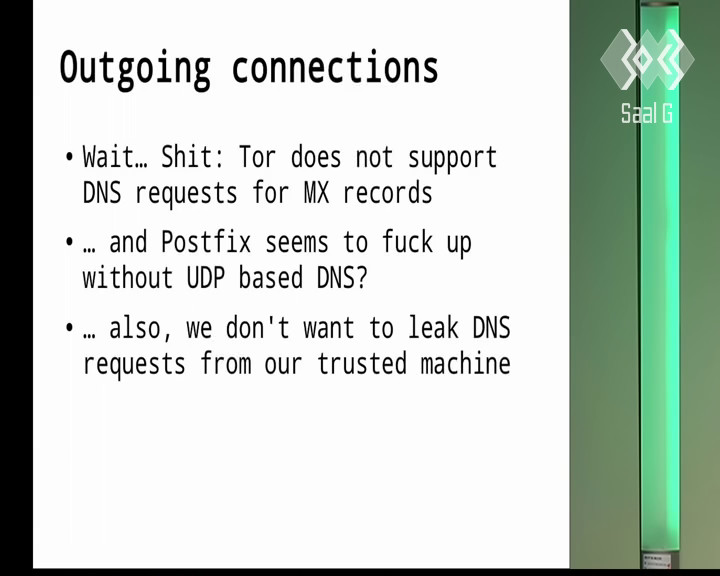 Outgoing connections
• Wait… Shit: Tor does not support
DNS requests for MX records
• … and Postfix seems to fuck up
without UDP based DNS?
• … also, we don't want to leak DNS
requests from our trusted machine
Saal G